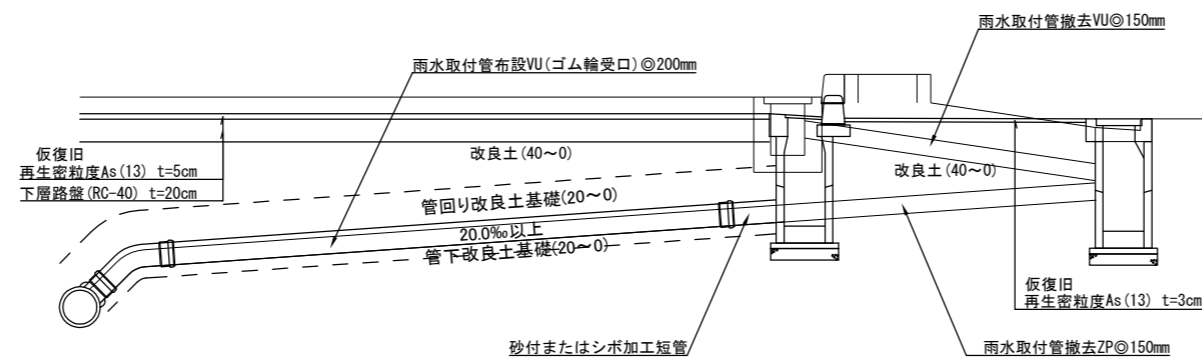 雨水取付管撤去VU◎150mm
雨水取付管布設VU(ゴム輪受口)◎200mm
仮復旧
再生密粒度As(13) t=5cm
下層路盤(RC-40) t=20cm
改良土(40~0)
改良土(40~0)
管回り改良土基礎(20~0)
20.0‰以上
管下改良土基礎(20~0)
仮復旧
再生密粒度As(13) t=3cm
砂付またはシボ加工短管
雨水取付管撤去ZP◎150mm